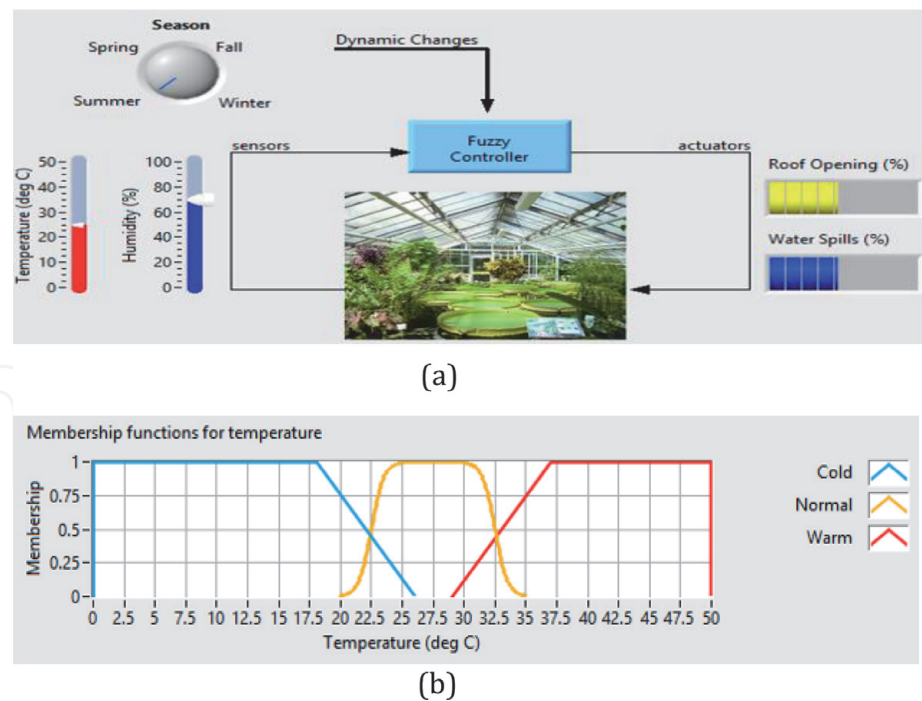 Season
Spring
Fall
Summer
Winter
Dynamic Changes
Fuzzy
Controller
sensors
actuators
Temperature (deg C)
50
40
30
20
10
0
Humidity (%)
100
80
60
40
20
0
Roof Opening (%)
Water Spills (%)
(a)
Membership functions for temperature
Membership
1
0.75
0.5
0.25
0
0 2.5 5 7.5 10 12.5 15 17.5 20 22.5 25 27.5 30 32.5 35 37.5 40 42.5 45 47.5 50
Temperature (deg C)
Cold
Normal
Warm
(b)